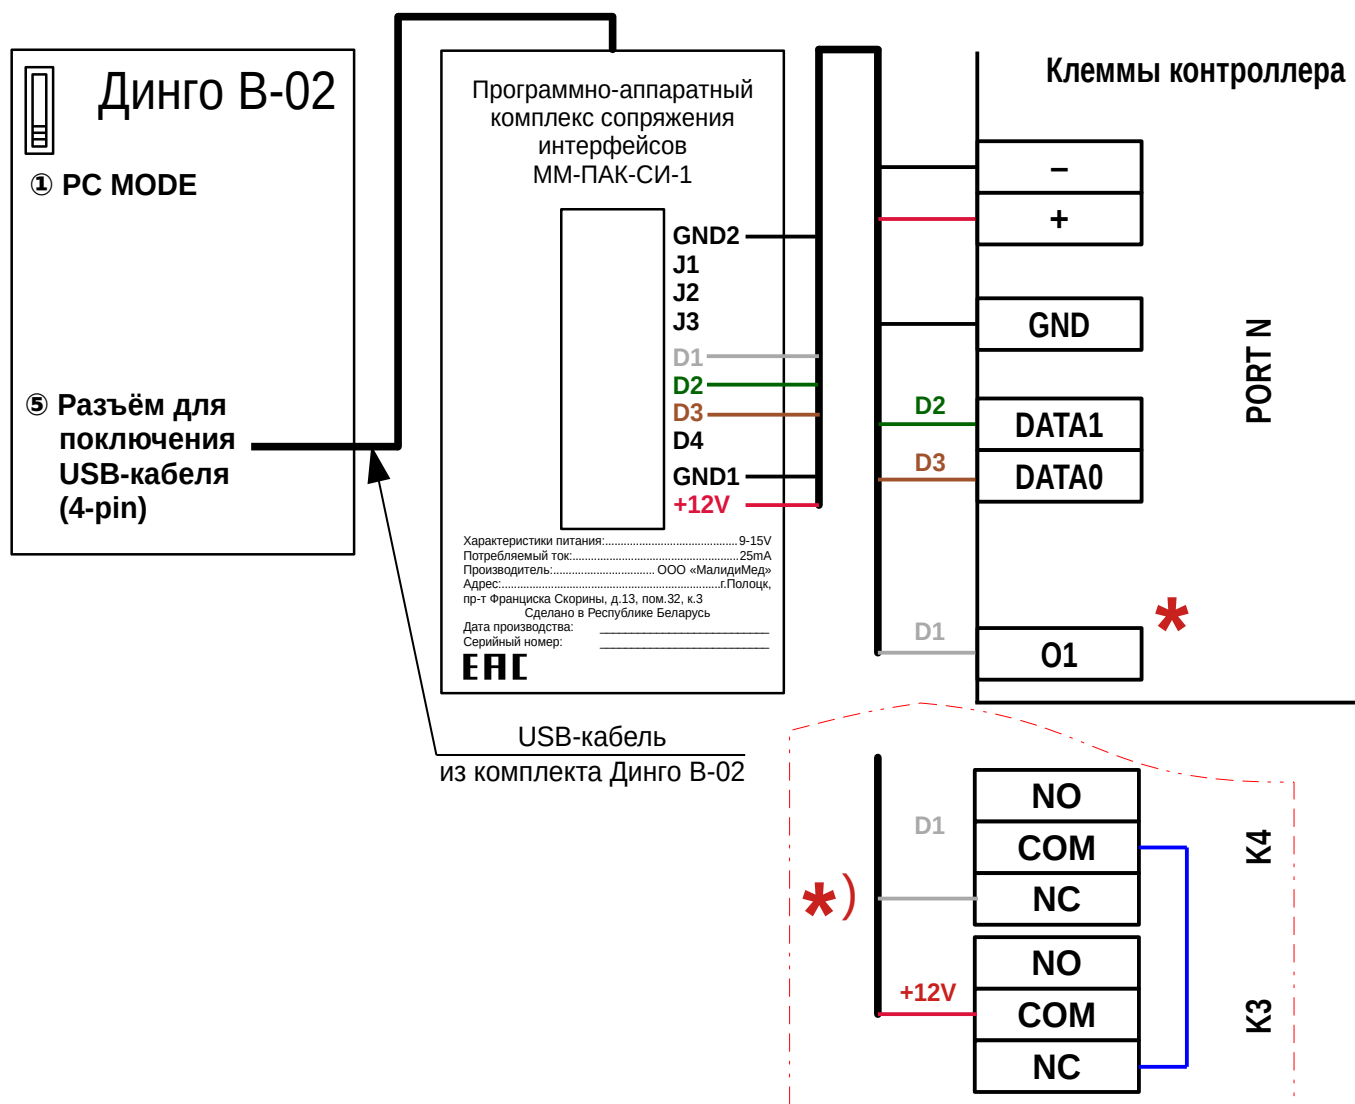 Динго В-02
① PC MODE
⑤ Разъём для
поключения
USB-кабеля
(4-pin)
Программно-аппаратный
комплекс сопряжения
интерфейсов
ММ-ПАК-СИ-1
GND2
J1
J2
J3
D1
D2
D3
D4
GND1
+12V
Характеристики питания:..........................................9-15V
Потребляемый ток:.....................................................25mA
Производитель:................................ ООО «МалидиМед»
Адрес:......................................................................г.Полоцк,
пр-т Франциска Скорины, д.13, пом.32, к.3
Сделано в Республике Беларусь
Дата производства: __________________________
Серийный номер: __________________________
EAC
USB-кабель
из комплекта Динго В-02
Клеммы контроллера
–
+
GND
D2
DATA1
D3
DATA0
D1
O1
*
PORT N
*)
D1
NO
COM
NC
K4
+12V
NO
COM
NC
K3